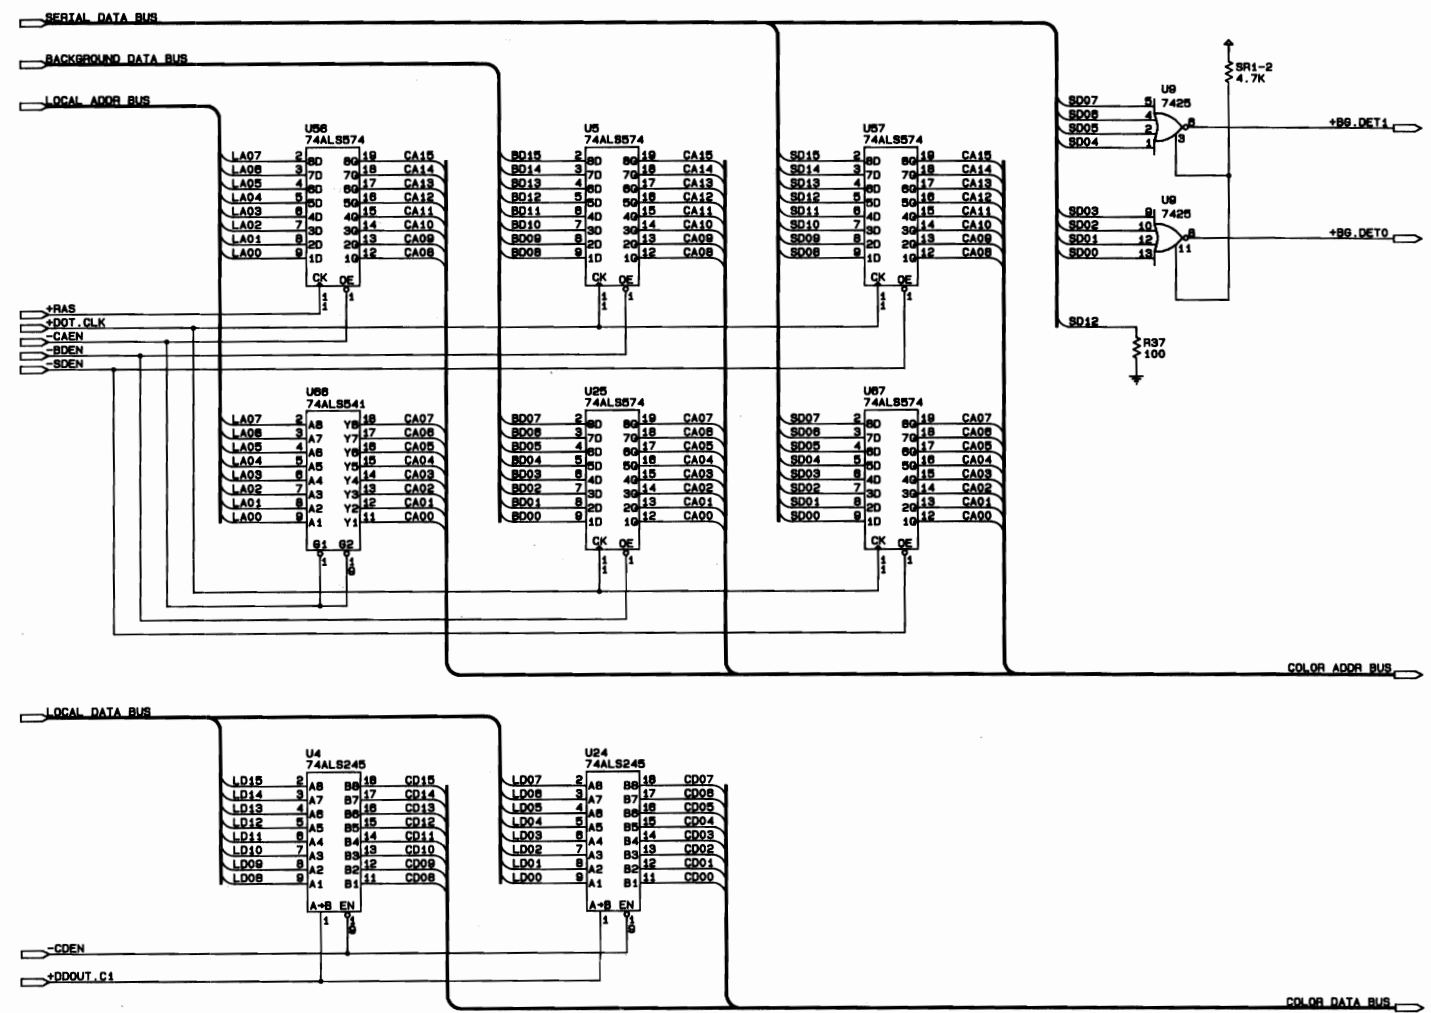 SERIAL DATA BUS
BACKGROUND DATA BUS
LOCAL ADDR BUS
SR1-2
4.7K
U9
7425
SD07 5
SD06 4
SD05 2
SD04 1
6
3
+BG.DET1
U9
7425
SD03 9
SD02 10
SD01 12
SD00 13
8
11
+BG.DET0
SD12
R37
100
U56
74ALS574
LA07 2 8D 8Q 19 CA15
LA06 3 7D 7Q 18 CA14
LA05 4 6D 6Q 17 CA13
LA04 5 5D 5Q 16 CA12
LA03 6 4D 4Q 15 CA11
LA02 7 3D 3Q 14 CA10
LA01 8 2D 2Q 13 CA09
LA00 9 1D 1Q 12 CA08
CK OE
11 1
U5
74ALS574
BD15 2 8D 8Q 19 CA15
BD14 3 7D 7Q 18 CA14
BD13 4 6D 6Q 17 CA13
BD12 5 5D 5Q 16 CA12
BD11 6 4D 4Q 15 CA11
BD10 7 3D 3Q 14 CA10
BD09 8 2D 2Q 13 CA09
BD08 9 1D 1Q 12 CA08
CK OE
11 1
U57
74ALS574
SD15 2 8D 8Q 19 CA15
SD14 3 7D 7Q 18 CA14
SD13 4 6D 6Q 17 CA13
SD12 5 5D 5Q 16 CA12
SD11 6 4D 4Q 15 CA11
SD10 7 3D 3Q 14 CA10
SD09 8 2D 2Q 13 CA09
SD08 9 1D 1Q 12 CA08
CK OE
11 1
+RAS
+DOT.CLK
-CAEN
-BDEN
-SDEN
U66
74ALS541
LA07 2 A8 Y8 18 CA07
LA06 3 A7 Y7 17 CA06
LA05 4 A6 Y6 16 CA05
LA04 5 A5 Y5 15 CA04
LA03 6 A4 Y4 14 CA03
LA02 7 A3 Y3 13 CA02
LA01 8 A2 Y2 12 CA01
LA00 9 A1 Y1 11 CA00
G1 G2
1 19
U25
74ALS574
BD07 2 8D 8Q 19 CA07
BD06 3 7D 7Q 18 CA06
BD05 4 6D 6Q 17 CA05
BD04 5 5D 5Q 16 CA04
BD03 6 4D 4Q 15 CA03
BD02 7 3D 3Q 14 CA02
BD01 8 2D 2Q 13 CA01
BD00 9 1D 1Q 12 CA00
CK OE
11 1
U67
74ALS574
SD07 2 8D 8Q 19 CA07
SD06 3 7D 7Q 18 CA06
SD05 4 6D 6Q 17 CA05
SD04 5 5D 5Q 16 CA04
SD03 6 4D 4Q 15 CA03
SD02 7 3D 3Q 14 CA02
SD01 8 2D 2Q 13 CA01
SD00 9 1D 1Q 12 CA00
CK OE
11 1
COLOR ADDR BUS
LOCAL DATA BUS
U4
74ALS245
LD15 2 A8 B8 18 CD15
LD14 3 A7 B7 17 CD14
LD13 4 A6 B6 16 CD13
LD12 5 A5 B5 15 CD12
LD11 6 A4 B4 14 CD11
LD10 7 A3 B3 13 CD10
LD09 8 A2 B2 12 CD09
LD08 9 A1 B1 11 CD08
A→B EN
1 19
U24
74ALS245
LD07 2 A8 B8 18 CD07
LD06 3 A7 B7 17 CD06
LD05 4 A6 B6 16 CD05
LD04 5 A5 B5 15 CD04
LD03 6 A4 B4 14 CD03
LD02 7 A3 B3 13 CD02
LD01 8 A2 B2 12 CD01
LD00 9 A1 B1 11 CD00
A→B EN
1 19
-CDEN
+DDOUT.C1
COLOR DATA BUS